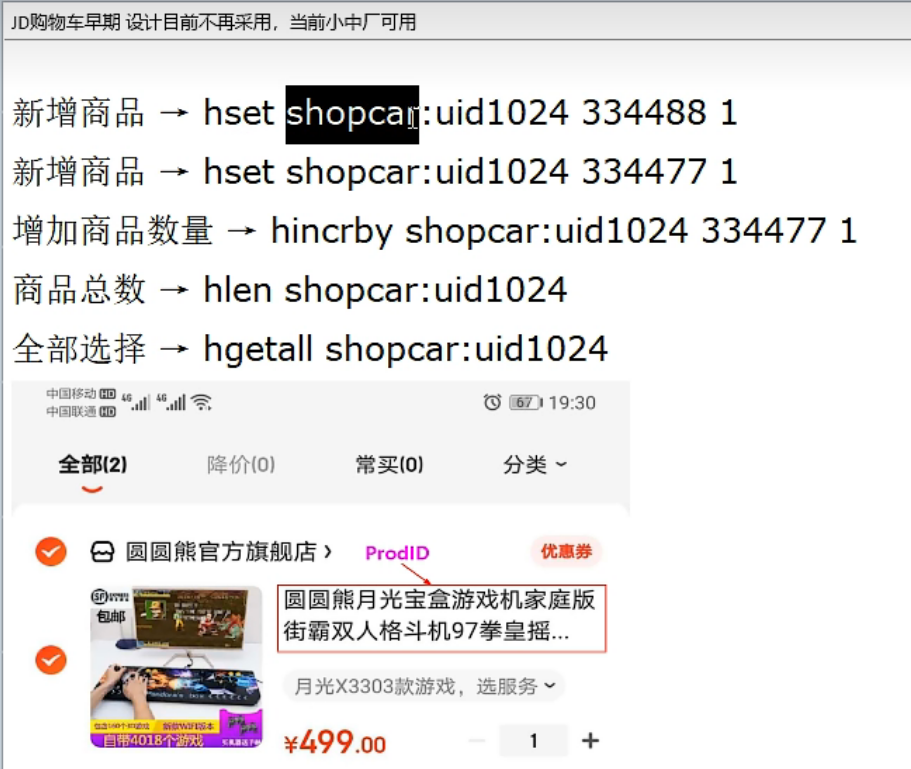 JD购物车早期 设计目前不再采用，当前小中厂可用
新增商品 → hset shopcar:uid1024 334488 1
新增商品 → hset shopcar:uid1024 334477 1
增加商品数量 → hincrby shopcar:uid1024 334477 1
商品总数 → hlen shopcar:uid1024
全部选择 → hgetall shopcar:uid1024
中国移动 HD 4G 4G
中国联通 HD
67 19:30
全部(2) 降价(0) 常买(0) 分类
圆圆熊官方旗舰店 ProdID 优惠券
圆圆熊月光宝盒游戏机家庭版
街霸双人格斗机97拳皇摇...
SF EXPRESS
包邮
月光X3303款游戏，选服务
自带4018个游戏
¥499.00
1 +